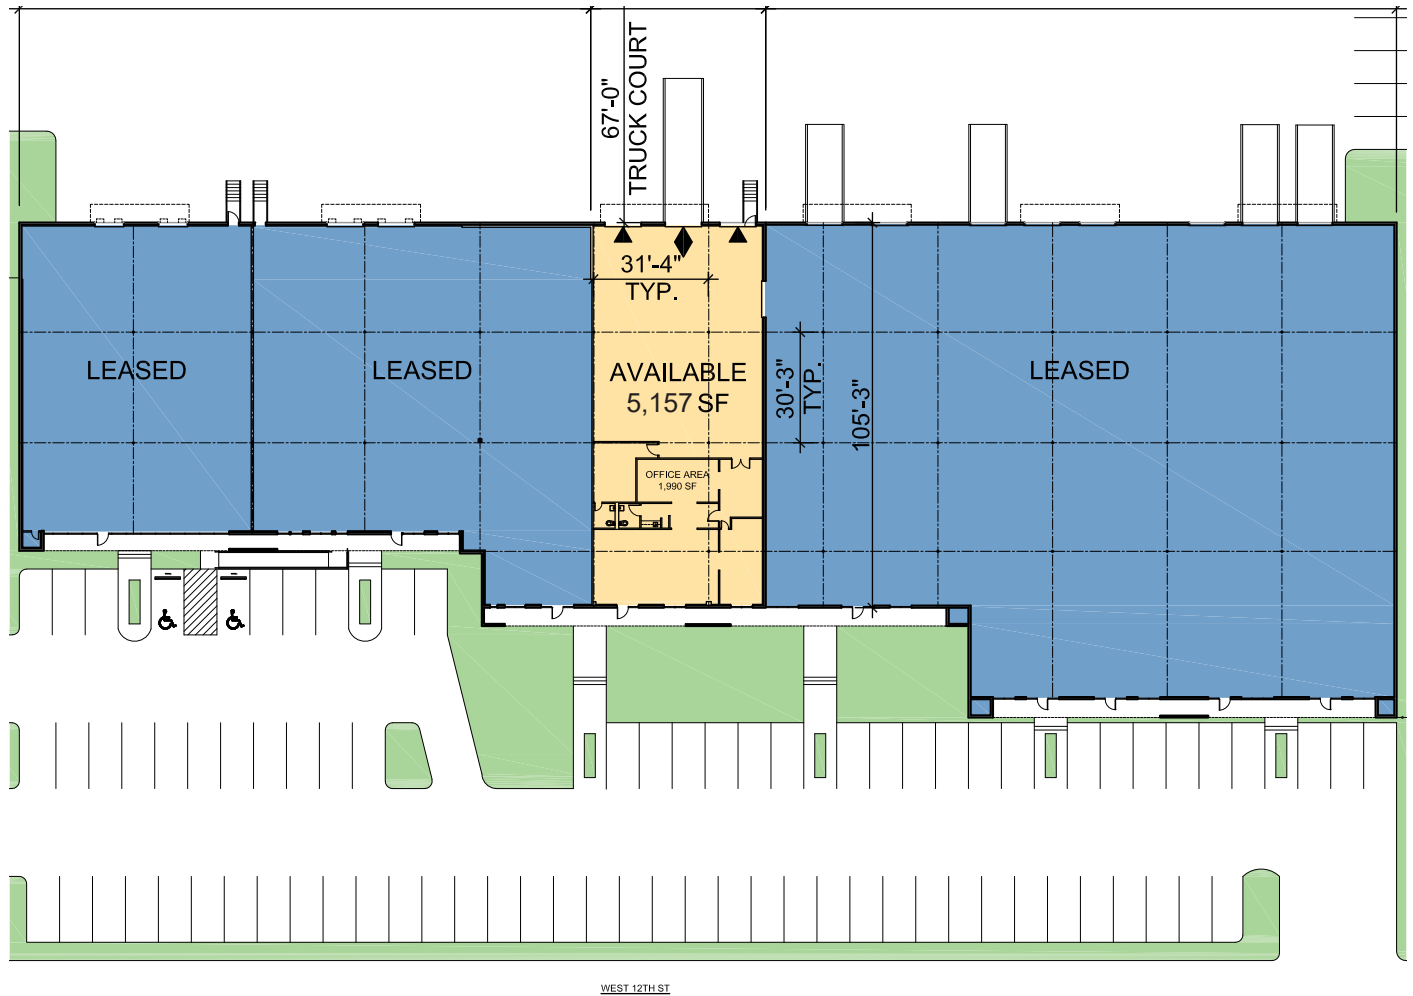 67'-0"
TRUCK COURT
31'-4"
TYP.
LEASED
LEASED
AVAILABLE
5,157 SF
30'-3"
TYP.
105'-3"
LEASED
OFFICE AREA
1,990 SF
WEST 12TH ST